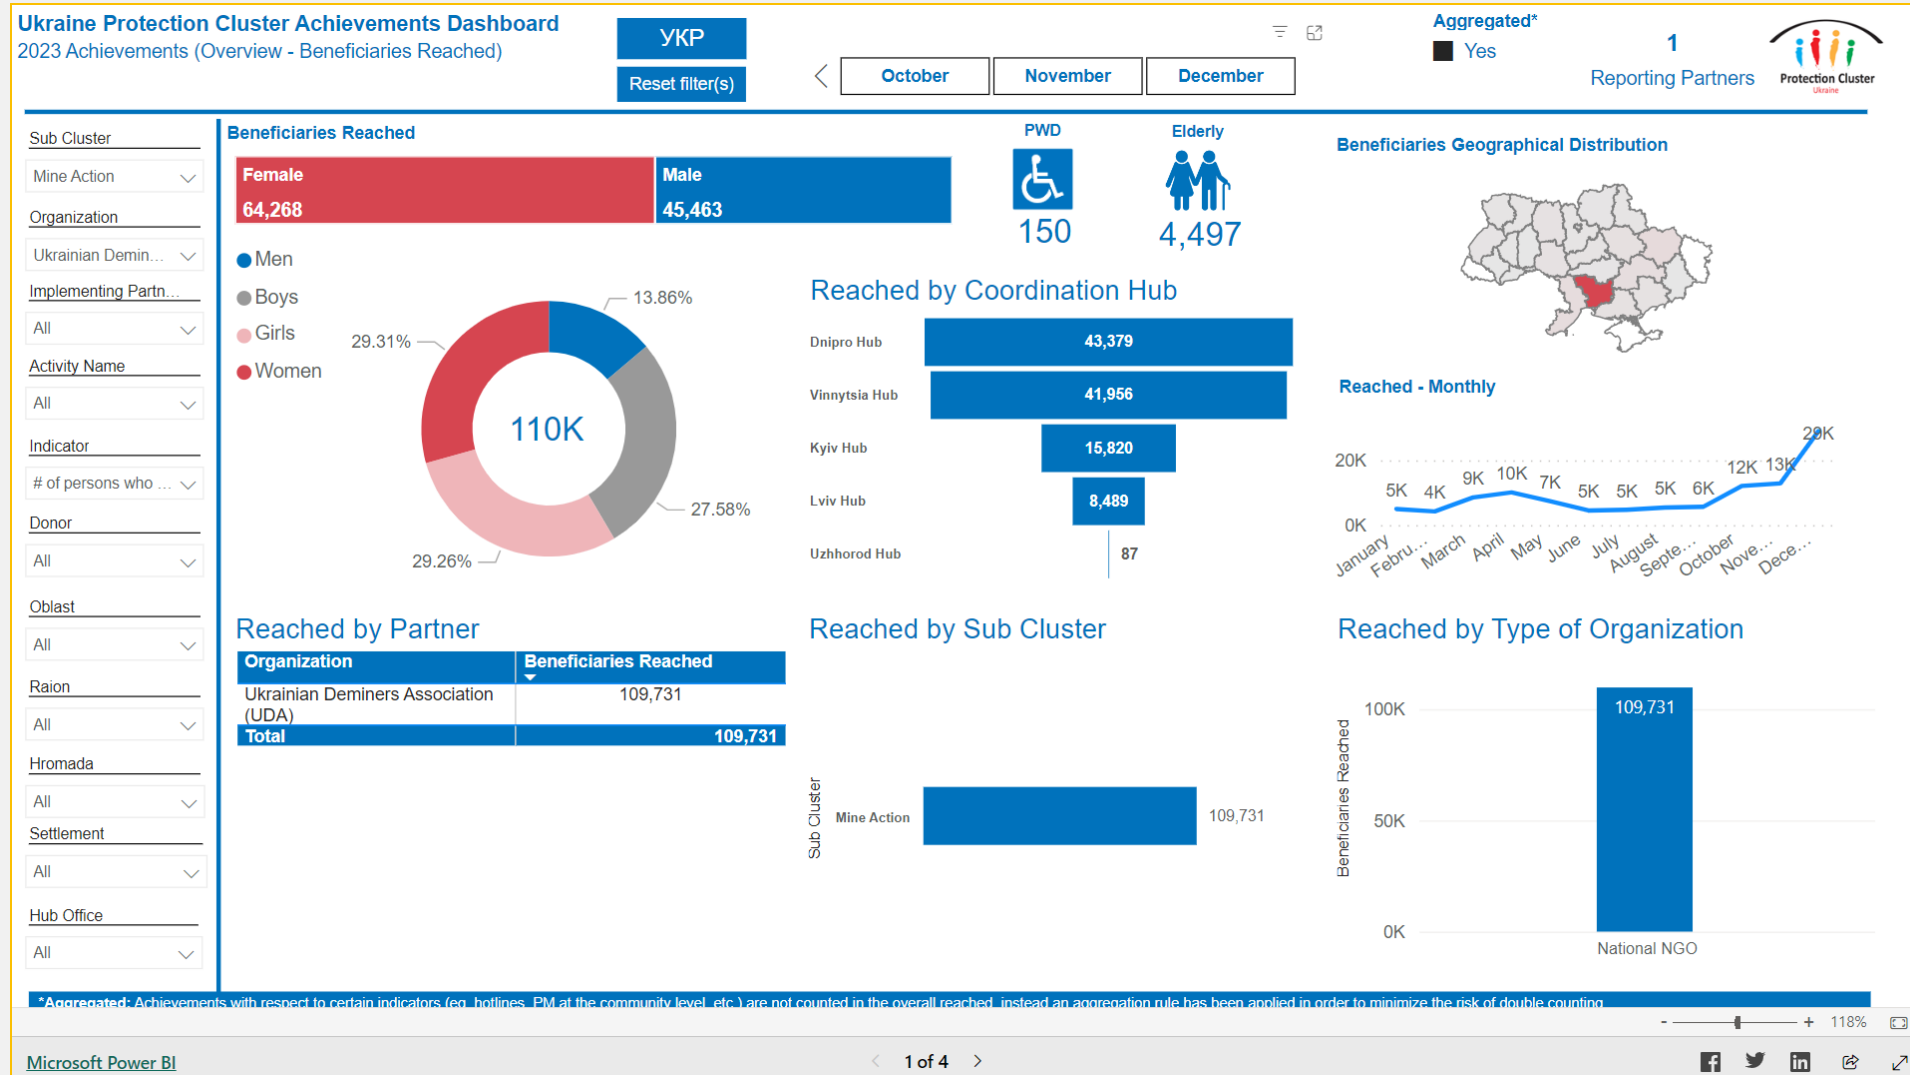 Ukraine Protection Cluster Achievements Dashboard
2023 Achievements (Overview - Beneficiaries Reached)
УКР
Reset filter(s)
October
November
December
Aggregated*
Yes
1
Reporting Partners
Protection Cluster
Ukraine
Sub Cluster
Mine Action
Organization
Ukrainian Demin...
Implementing Partn...
All
Activity Name
All
Indicator
# of persons who ...
Donor
All
Oblast
All
Raion
All
Hromada
All
Settlement
All
Hub Office
All
Beneficiaries Reached
Female
64,268
Male
45,463
PWD
150
Elderly
4,497
Men
Boys
Girls
Women
13.86%
27.58%
29.26%
29.31%
110K
Reached by Coordination Hub
Dnipro Hub 43,379
Vinnytsia Hub 41,956
Kyiv Hub 15,820
Lviv Hub 8,489
Uzhhorod Hub 87
Beneficiaries Geographical Distribution
Reached - Monthly
20K
0K
5K 4K 9K 10K 7K 5K 5K 5K 6K 12K 13K 29K
January Febru... March April May June July August Septe... October Nove... Dece...
Reached by Partner
Organization Beneficiaries Reached
Ukrainian Deminers Association 109,731
(UDA)
Total 109,731
Reached by Sub Cluster
Sub Cluster
Mine Action 109,731
Reached by Type of Organization
Beneficiaries Reached
100K
50K
0K
109,731
National NGO
*Aggregated: Achievements with respect to certain indicators (eg. hotlines, PM at the community level, etc.) are not counted in the overall reached, instead an aggregation rule has been applied in order to minimize the risk of double counting.
- + 118%
Microsoft Power BI
1 of 4